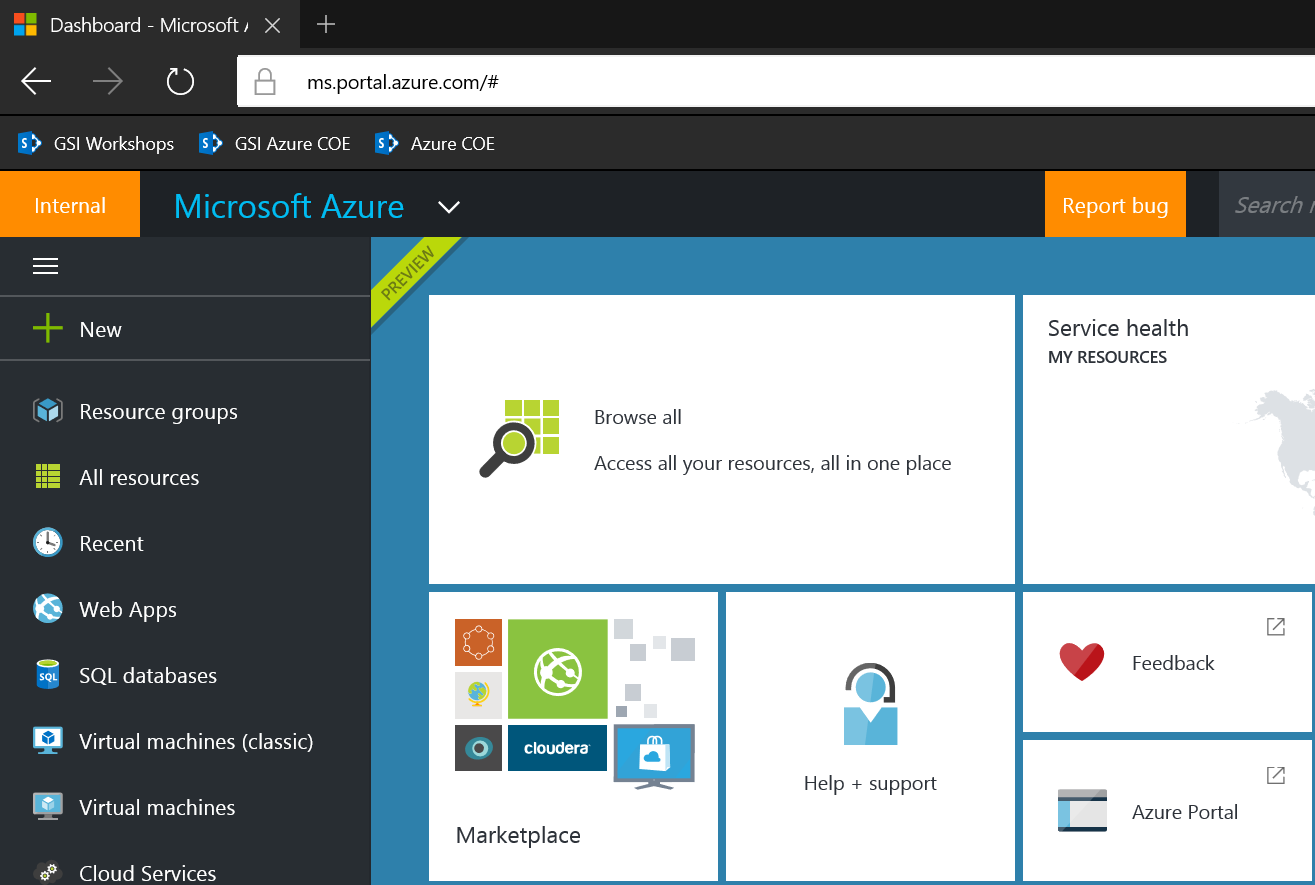 Dashboard - Microsoft A
ms.portal.azure.com/#
GSI Workshops
GSI Azure COE
Azure COE
Internal
Microsoft Azure
Report bug
Search r
PREVIEW
New
Resource groups
All resources
Recent
Web Apps
SQL databases
Virtual machines (classic)
Virtual machines
Cloud Services
Browse all
Access all your resources, all in one place
Service health
MY RESOURCES
cloudera
Marketplace
Help + support
Feedback
Azure Portal
SQL